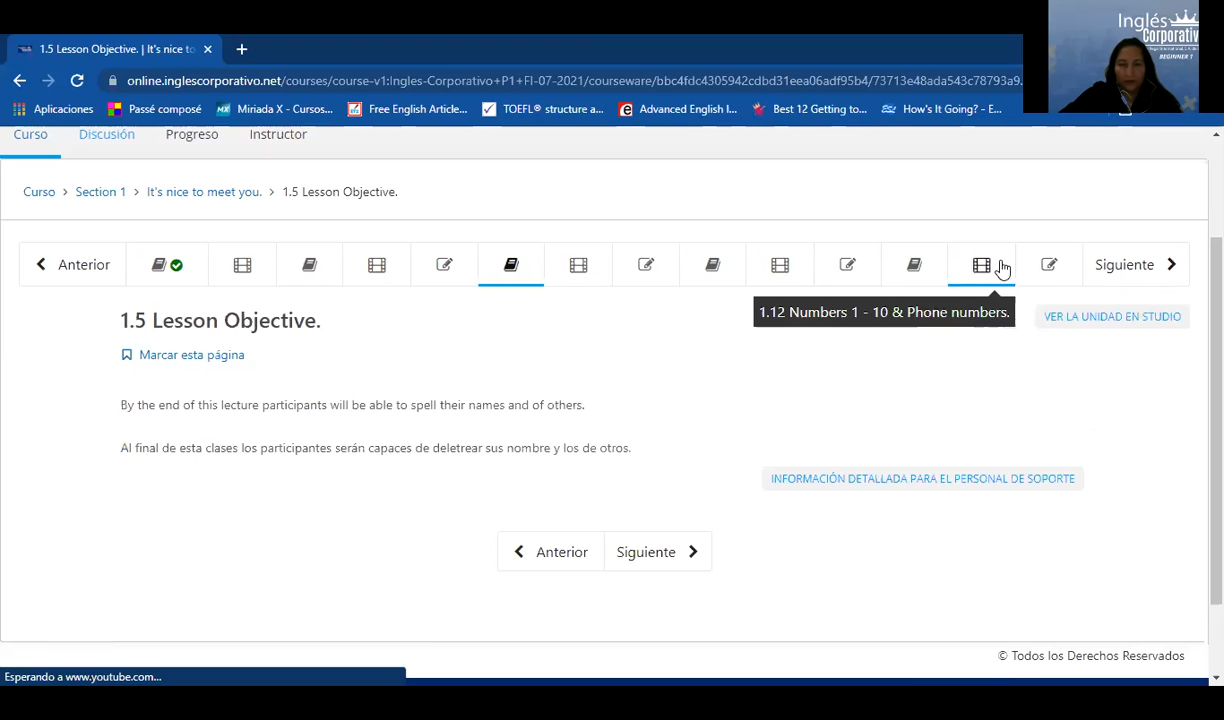 Inglés
Corporativo
BEGINNER 1
1.5 Lesson Objective. | It's nice to
online.inglescorporativo.net/courses/course-v1:Ingles-Corporativo+P1+FI-07-2021/courseware/bbc4fdc4305942cdbd31eea06adf95b4/73713e48ada543c78793a9...
Aplicaciones
Passé composé
Miriada X - Cursos...
Free English Article...
TOEFL® structure a...
Advanced English l...
Best 12 Getting to...
How's It Going? - E...
Curso
Discusión
Progreso
Instructor
Curso > Section 1 > It's nice to meet you. > 1.5 Lesson Objective.
Anterior
Siguiente
1.12 Numbers 1 - 10 & Phone numbers.
VER LA UNIDAD EN STUDIO
1.5 Lesson Objective.
Marcar esta página
By the end of this lecture participants will be able to spell their names and of others.
Al final de esta clases los participantes serán capaces de deletrear sus nombre y los de otros.
INFORMACIÓN DETALLADA PARA EL PERSONAL DE SOPORTE
Anterior
Siguiente
© Todos los Derechos Reservados
Esperando a www.youtube.com...